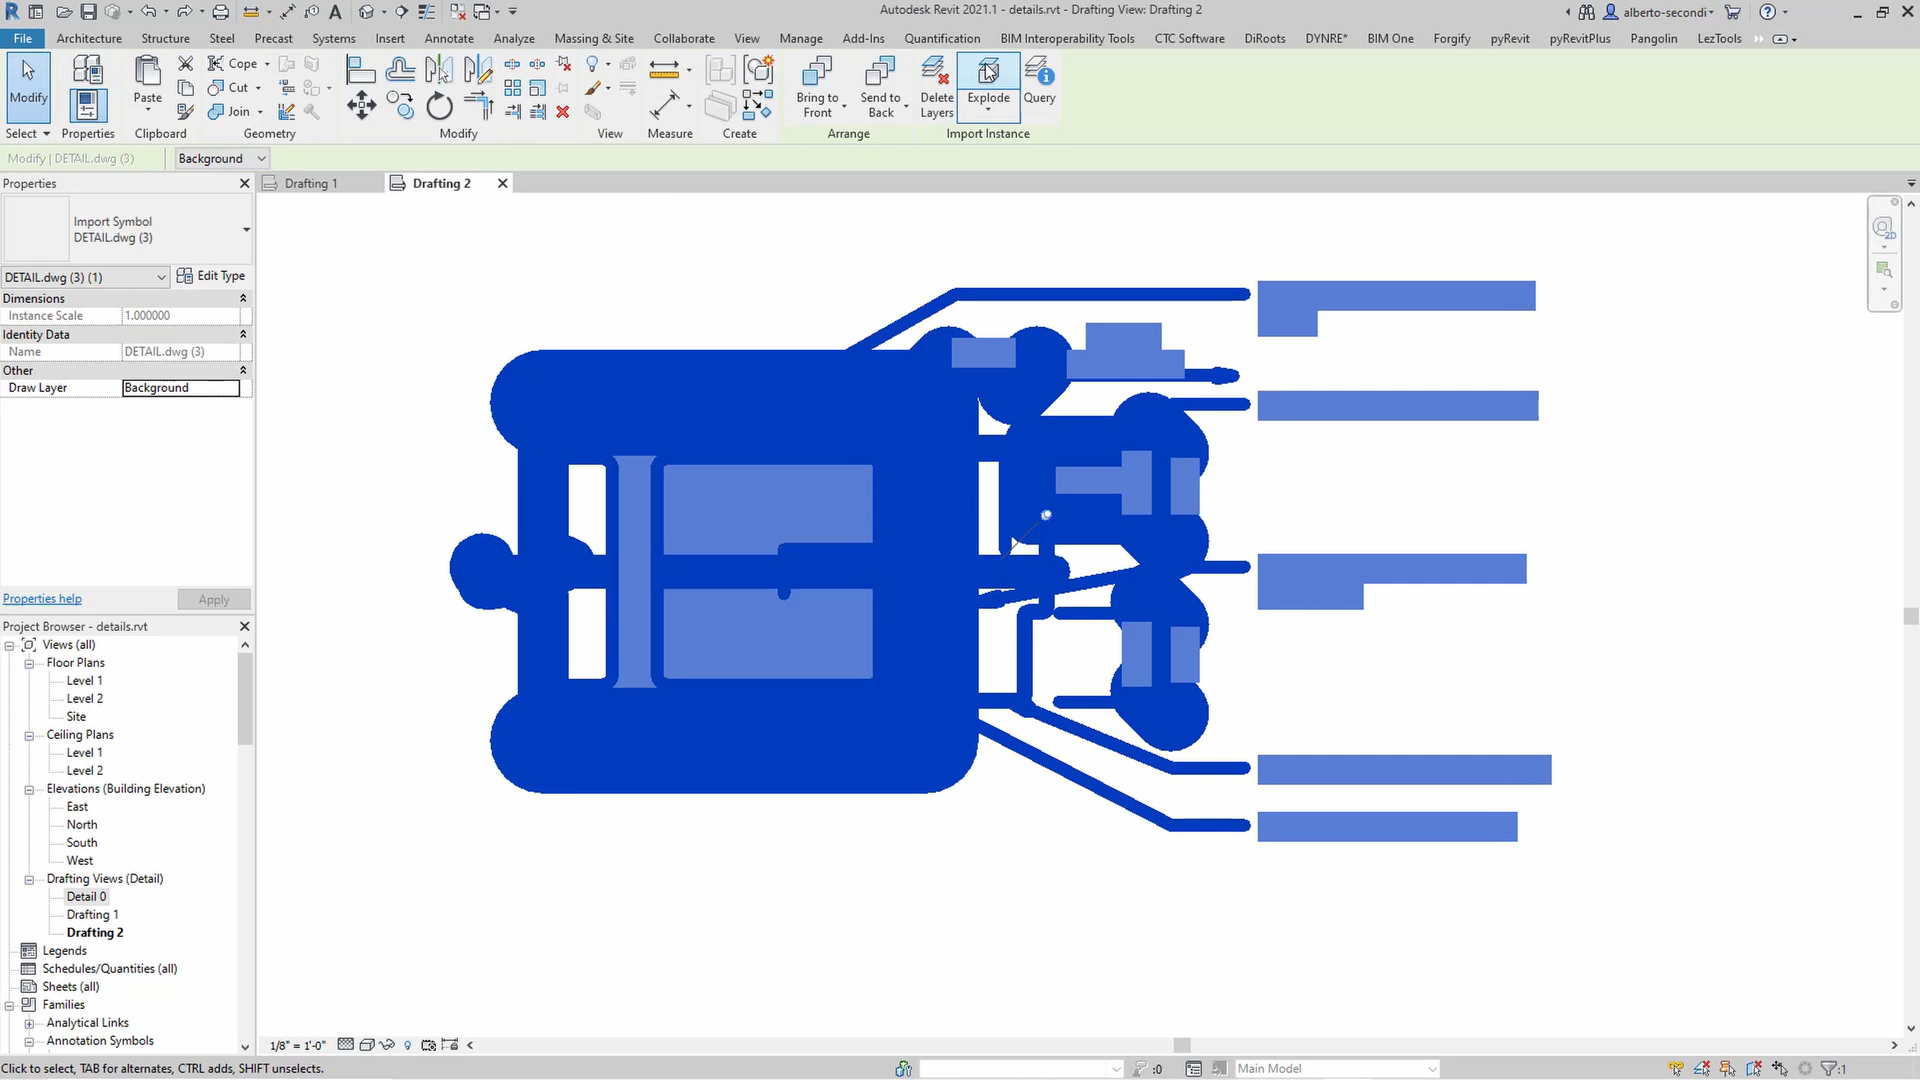 Autodesk Revit 2021.1 - details.rvt - Drafting View: Drafting 2
alberto-secondi
File Architecture Structure Steel Precast Systems Insert Annotate Analyze Massing & Site Collaborate View Manage Add-Ins Quantification BIM Interoperability Tools CTC Software DiRoots DYNRE* BIM One Forgify pyRevit pyRevitPlus Pangolin LezTools
Modify
Paste
Cope
Cut
Join
Bring to Front
Send to Back
Delete Layers
Explode
Query
Select Properties Clipboard Geometry Modify View Measure Create Arrange Import Instance
Modify | DETAIL.dwg (3) Background
Properties
Drafting 1
Drafting 2
Import Symbol
DETAIL.dwg (3)
DETAIL.dwg (3) (1) Edit Type
Dimensions
Instance Scale 1.000000
Identity Data
Name DETAIL.dwg (3)
Other
Draw Layer Background
Properties help Apply
Project Browser - details.rvt
Views (all)
Floor Plans
Level 1
Level 2
Site
Ceiling Plans
Level 1
Level 2
Elevations (Building Elevation)
East
North
South
West
Drafting Views (Detail)
Detail 0
Drafting 1
Drafting 2
Legends
Schedules/Quantities (all)
Sheets (all)
Families
Analytical Links
Annotation Symbols
1/8" = 1'-0"
Click to select, TAB for alternates, CTRL adds, SHIFT unselects.
:0
Main Model
:1
2D